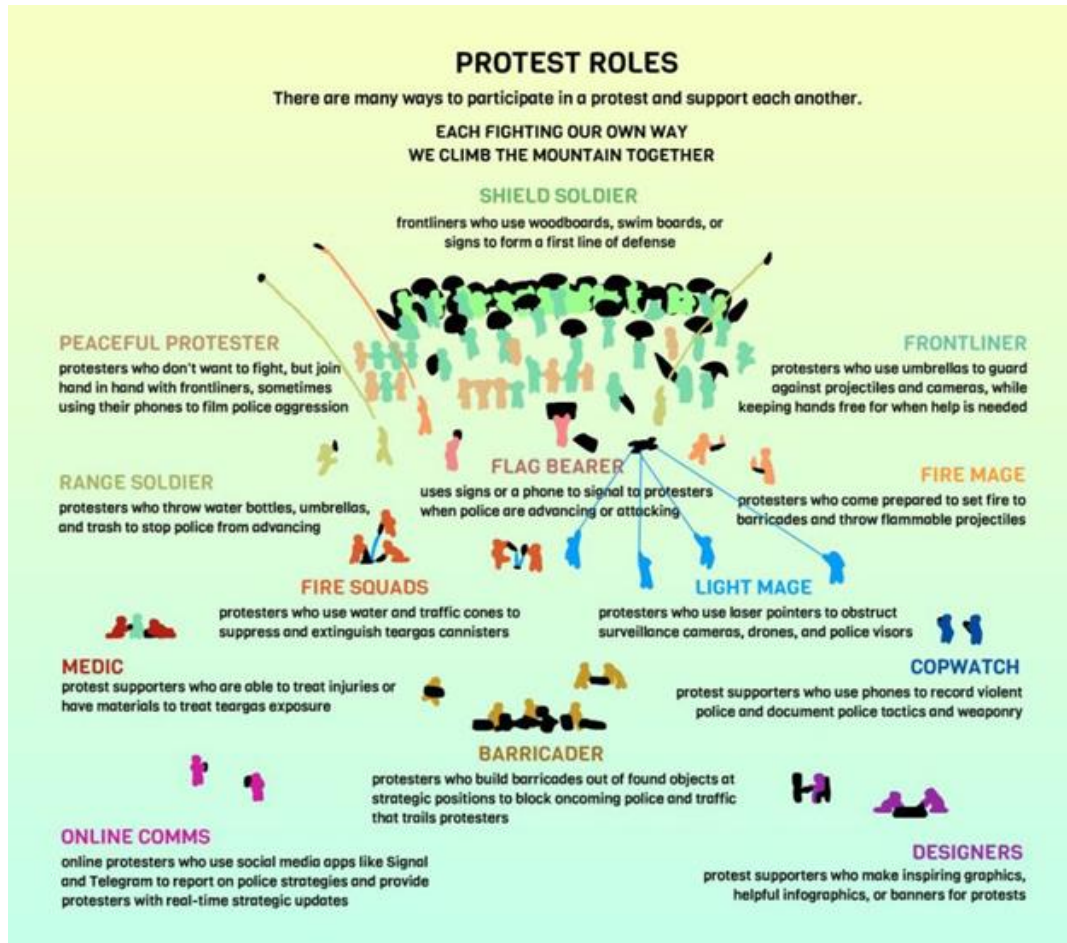 PROTEST ROLES
There are many ways to participate in a protest and support each another.
EACH FIGHTING OUR OWN WAY
WE CLIMB THE MOUNTAIN TOGETHER
SHIELD SOLDIER
frontliners who use woodboards, swim boards, or
signs to form a first line of defense
PEACEFUL PROTESTER
protesters who don't want to fight, but join
hand in hand with frontliners, sometimes
using their phones to film police aggression
FRONTLINER
protesters who use umbrellas to guard
against projectiles and cameras, while
keeping hands free for when help is needed
RANGE SOLDIER
protesters who throw water bottles, umbrellas,
and trash to stop police from advancing
FLAG BEARER
uses signs or a phone to signal to protesters
when police are advancing or attacking
FIRE MAGE
protesters who come prepared to set fire to
barricades and throw flammable projectiles
FIRE SQUADS
protesters who use water and traffic cones to
suppress and extinguish teargas cannisters
LIGHT MAGE
protesters who use laser pointers to obstruct
surveillance cameras, drones, and police visors
MEDIC
protest supporters who are able to treat injuries or
have materials to treat teargas exposure
COPWATCH
protest supporters who use phones to record violent
police and document police tactics and weaponry
BARRICADER
protesters who build barricades out of found objects at
strategic positions to block oncoming police and traffic
that trails protesters
ONLINE COMMS
online protesters who use social media apps like Signal
and Telegram to report on police strategies and provide
protesters with real-time strategic updates
DESIGNERS
protest supporters who make inspiring graphics,
helpful infographics, or banners for protests